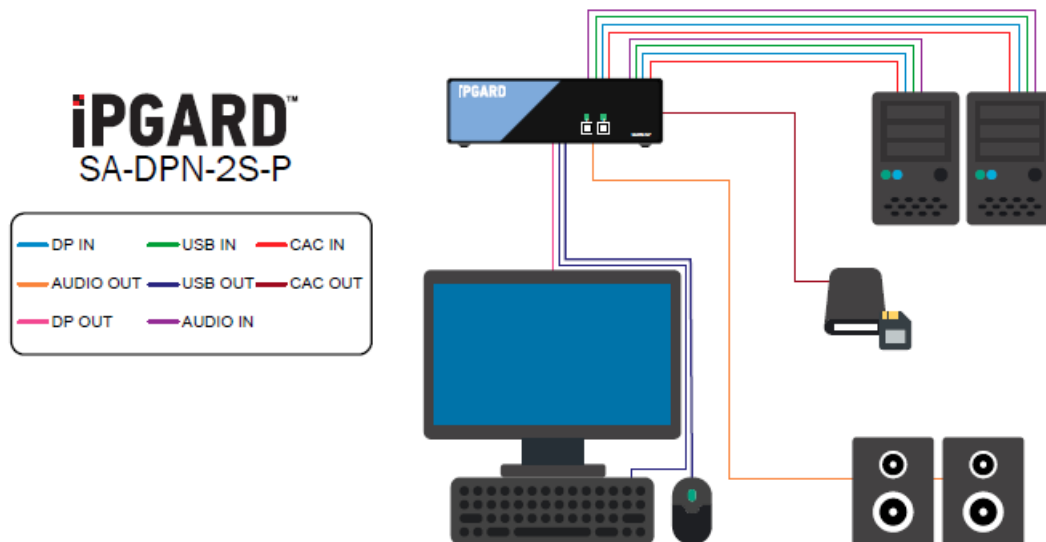 iPGARD™
SA-DPN-2S-P
DP IN
USB IN
CAC IN
AUDIO OUT
USB OUT
CAC OUT
DP OUT
AUDIO IN
iPGARD